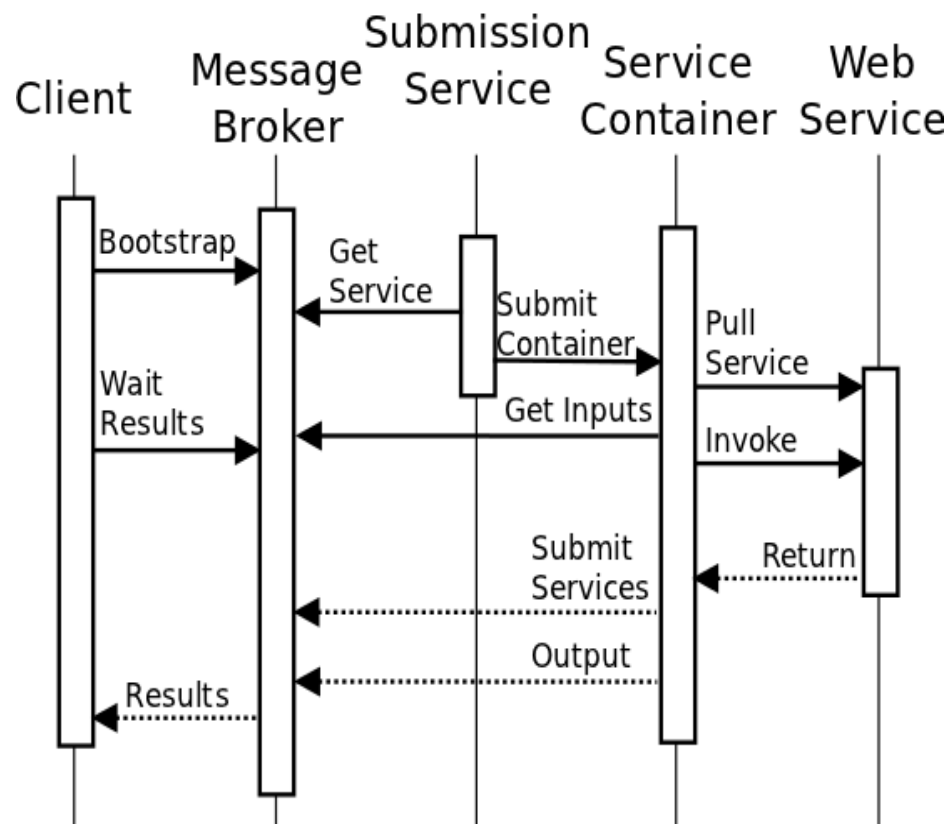 Client
Message
Broker
Submission
Service
Service
Container
Web
Service
Bootstrap
Get
Service
Submit
Container
Pull
Service
Wait
Results
Get Inputs
Invoke
Submit
Services
Return
Output
Results